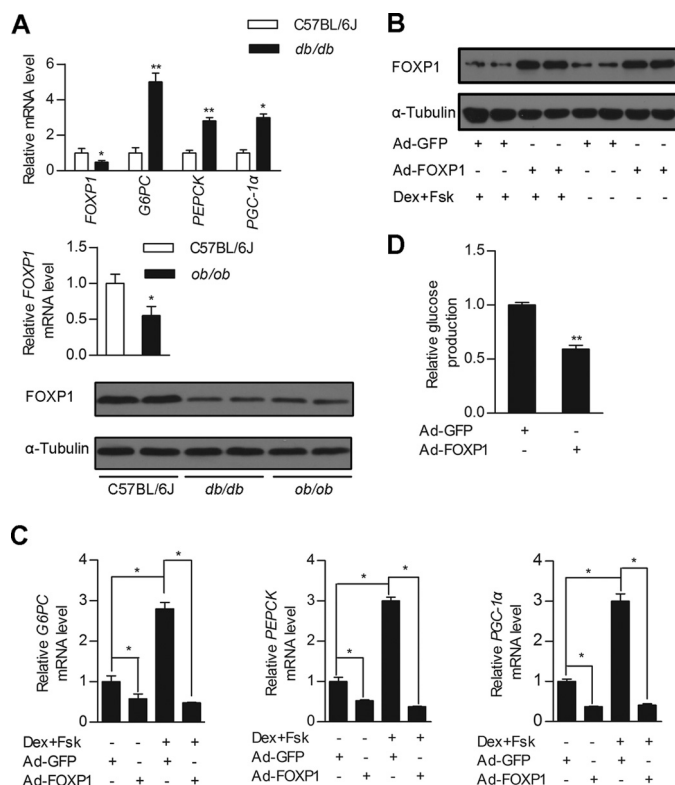 A
C57BL/6J
db/db
Relative mRNA level
6
4
2
0
**
**
*
*
FOXP1
G6PC
PEPCK
PGC-1α
C57BL/6J
ob/ob
Relative FOXP1
mRNA level
1.5
1.0
0.5
0.0
*
FOXP1
α-Tubulin
C57BL/6J db/db ob/ob
B
FOXP1
α-Tubulin
Ad-GFP + + - - + + - -
Ad-FOXP1 - - + + - - + +
Dex+Fsk + + + + - - - -
D
Relative glucose
production
1.5
1.0
0.5
0.0
**
Ad-GFP + -
Ad-FOXP1 - +
C
Relative G6PC
mRNA level
4
3
2
1
0
* *
*
Dex+Fsk - - + +
Ad-GFP + - + -
Ad-FOXP1 - + - +
Relative PEPCK
mRNA level
4
3
2
1
0
* *
*
Dex+Fsk - - + +
Ad-GFP + - + -
Ad-FOXP1 - + - +
Relative PGC-1α
mRNA level
4
3
2
1
0
* *
*
Dex+Fsk - - + +
Ad-GFP + - + -
Ad-FOXP1 - + - +